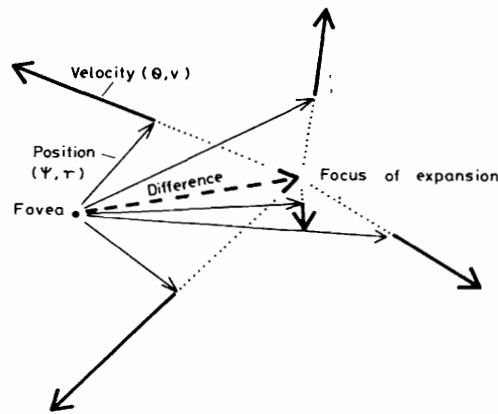 Velocity (θ,v)
Position
(Ψ,r)
Difference
Focus of expansion
Fovea